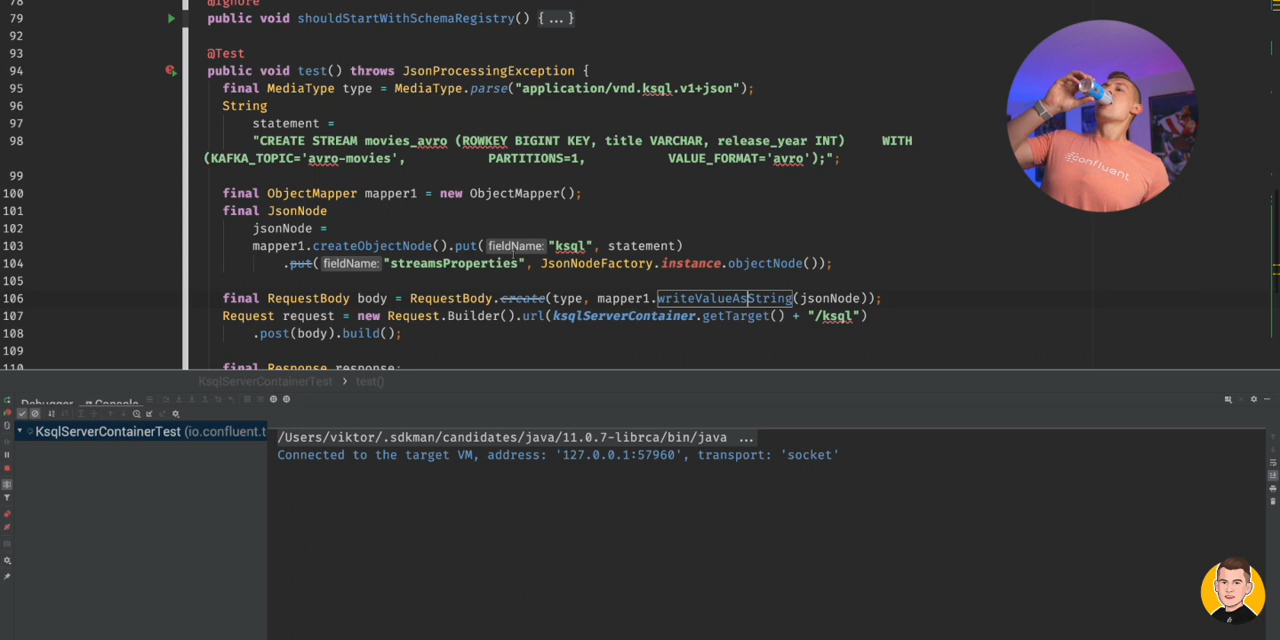 78 @Ignore
79 public void shouldStartWithSchemaRegistry() {...}
92
93 @Test
94 public void test() throws JsonProcessingException {
95 final MediaType type = MediaType.parse("application/vnd.ksql.v1+json");
96 String
97 statement =
98 "CREATE STREAM movies_avro (ROWKEY BIGINT KEY, title VARCHAR, release_year INT) WITH
(KAFKA_TOPIC='avro-movies', PARTITIONS=1, VALUE_FORMAT='avro');";
99
100 final ObjectMapper mapper1 = new ObjectMapper();
101 final JsonNode
102 jsonNode =
103 mapper1.createObjectNode().put( fieldName: "ksql", statement)
104 .put( fieldName: "streamsProperties", JsonNodeFactory.instance.objectNode());
105
106 final RequestBody body = RequestBody.create(type, mapper1.writeValueAsString(jsonNode));
107 Request request = new Request.Builder().url(ksqlServerContainer.getTarget() + "/ksql")
108 .post(body).build();
109
110 final Response response;
confluent
KsqlServerContainerTest › test()
Debugger Console
KsqlServerContainerTest (io.confluent.t
/Users/viktor/.sdkman/candidates/java/11.0.7-librca/bin/java ...
Connected to the target VM, address: '127.0.0.1:57960', transport: 'socket'